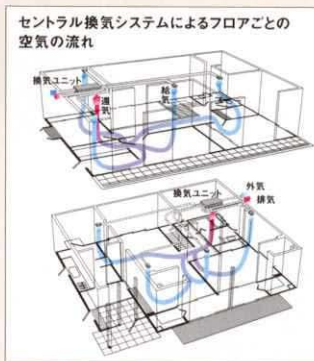 セントラル換気システムによるフロアごとの
空気の流れ
換気ユニット
還気
給気
換気ユニット
外気
排気